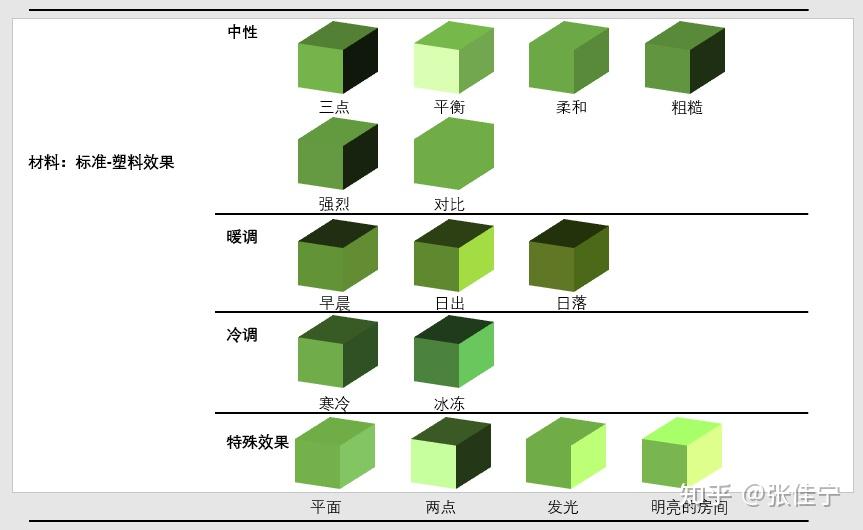 中性
三点 平衡 柔和 粗糙
材料：标准-塑料效果
强烈 对比
暖调
早晨 日出 日落
冷调
寒冷 冰冻
特殊效果
平面 两点 发光 明亮的房间
知乎 @张佳宁